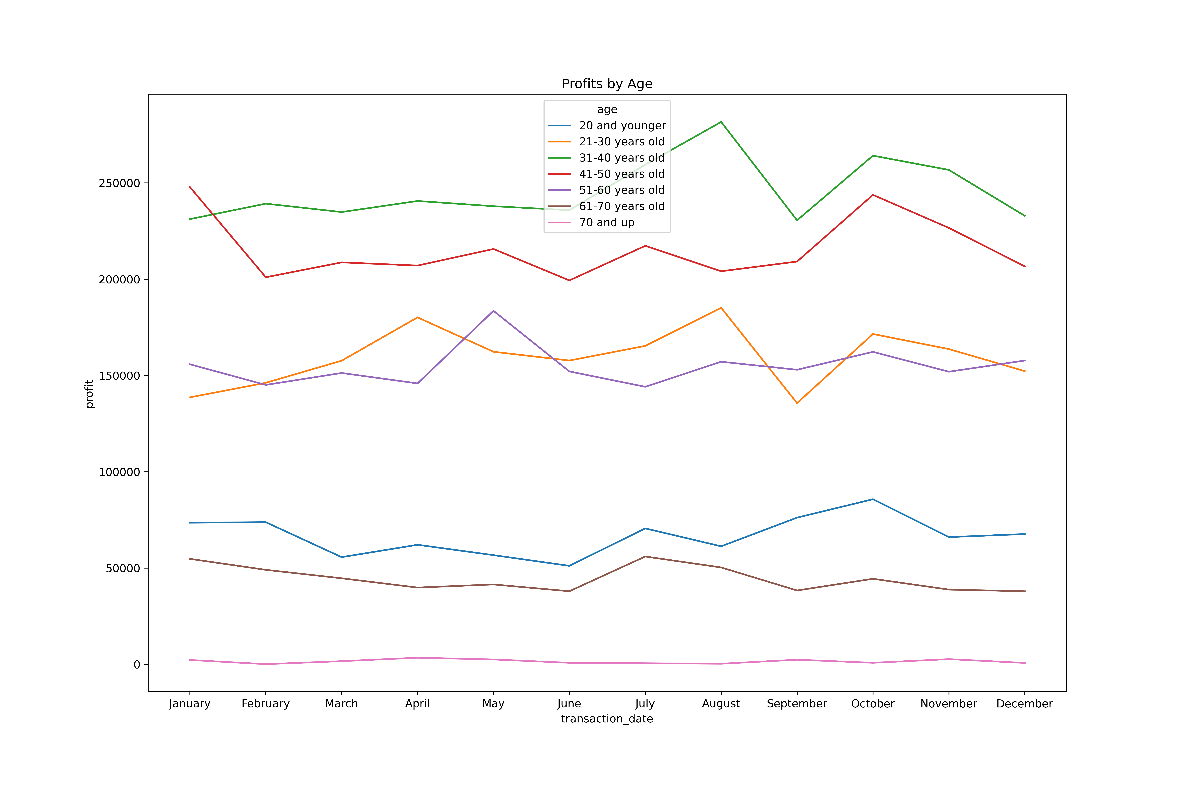 Profits by Age
age
20 and younger
21-30 years old
31-40 years old
41-50 years old
51-60 years old
61-70 years old
70 and up
250000
200000
150000
100000
50000
0
profit
January February March April May June July August September October November December
transaction_date